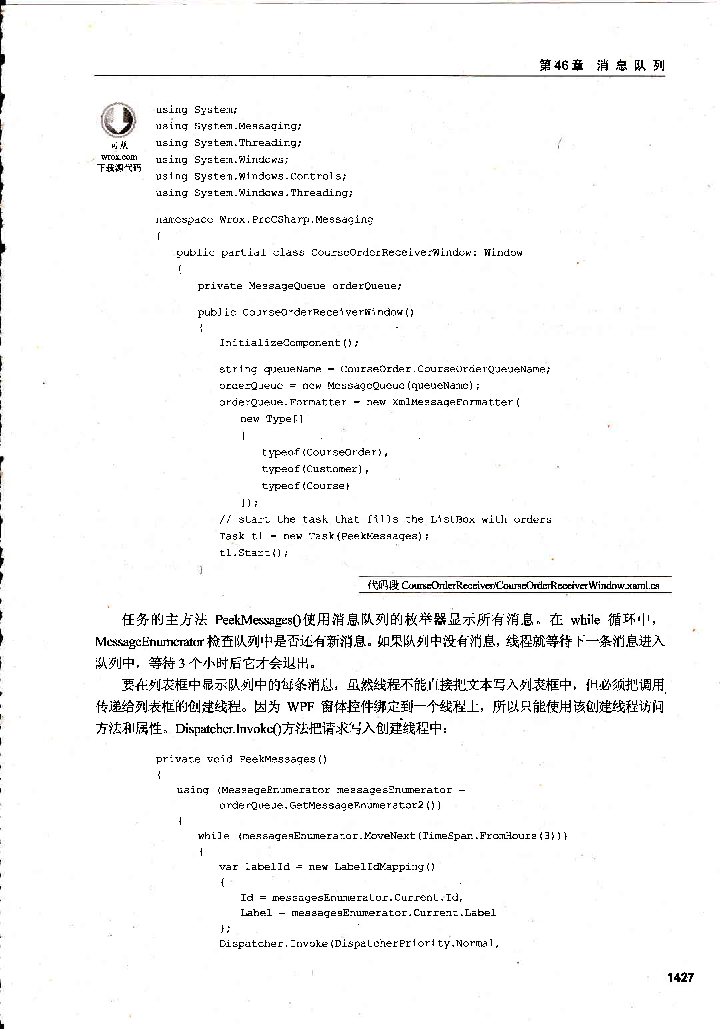 第46章 消 息 队 列
可从
wrox.com
下载源代码
using System;
using System.Messaging;
using System.Threading;
using System.Windows;
using System.Windows.Controls;
using System.Windows.Threading;
namespace Wrox.ProCSharp.Messaging
{
public partial class CourseOrderReceiverWindow: Window
{
private MessageQueue orderQueue;
public CourseOrderReceiverWindow()
{
InitializeComponent();
string queueName = CourseOrder.CourseOrderQueueName;
orderQueue = new MessageQueue(queueName);
orderQueue.Formatter = new XmlMessageFormatter(
new Type[]
{
typeof(CourseOrder),
typeof(Customer),
typeof(Course)
});
// start the task that fills the ListBox with orders
Task t1 = new Task(PeekMessages);
t1.Start();
}
代码段 CourseOrderReceiver/CourseOrderReceiverWindow.xaml.cs
任务的主方法 PeekMessages()使用消息队列的枚举器显示所有消息。在 while 循环中，
MessageEnumerator 检查队列中是否还有新消息。如果队列中没有消息，线程就等待下一条消息进入
队列中，等待 3 个小时后它才会退出。
要在列表框中显示队列中的每条消息，虽然线程不能直接把文本写入列表框中，但必须把调用
传递给列表框的创建线程。因为 WPF 窗体控件绑定到一个线程上，所以只能使用该创建线程访问
方法和属性。Dispatcher.Invoke()方法把请求写入创建线程中：
private void PeekMessages()
{
using (MessageEnumerator messagesEnumerator =
orderQueue.GetMessageEnumerator2())
{
while (messagesEnumerator.MoveNext(TimeSpan.FromHours(3)))
{
var labelId = new LabelIdMapping()
{
Id = messagesEnumerator.Current.Id,
Label = messagesEnumerator.Current.Label
};
Dispatcher.Invoke(DispatcherPriority.Normal,
1427